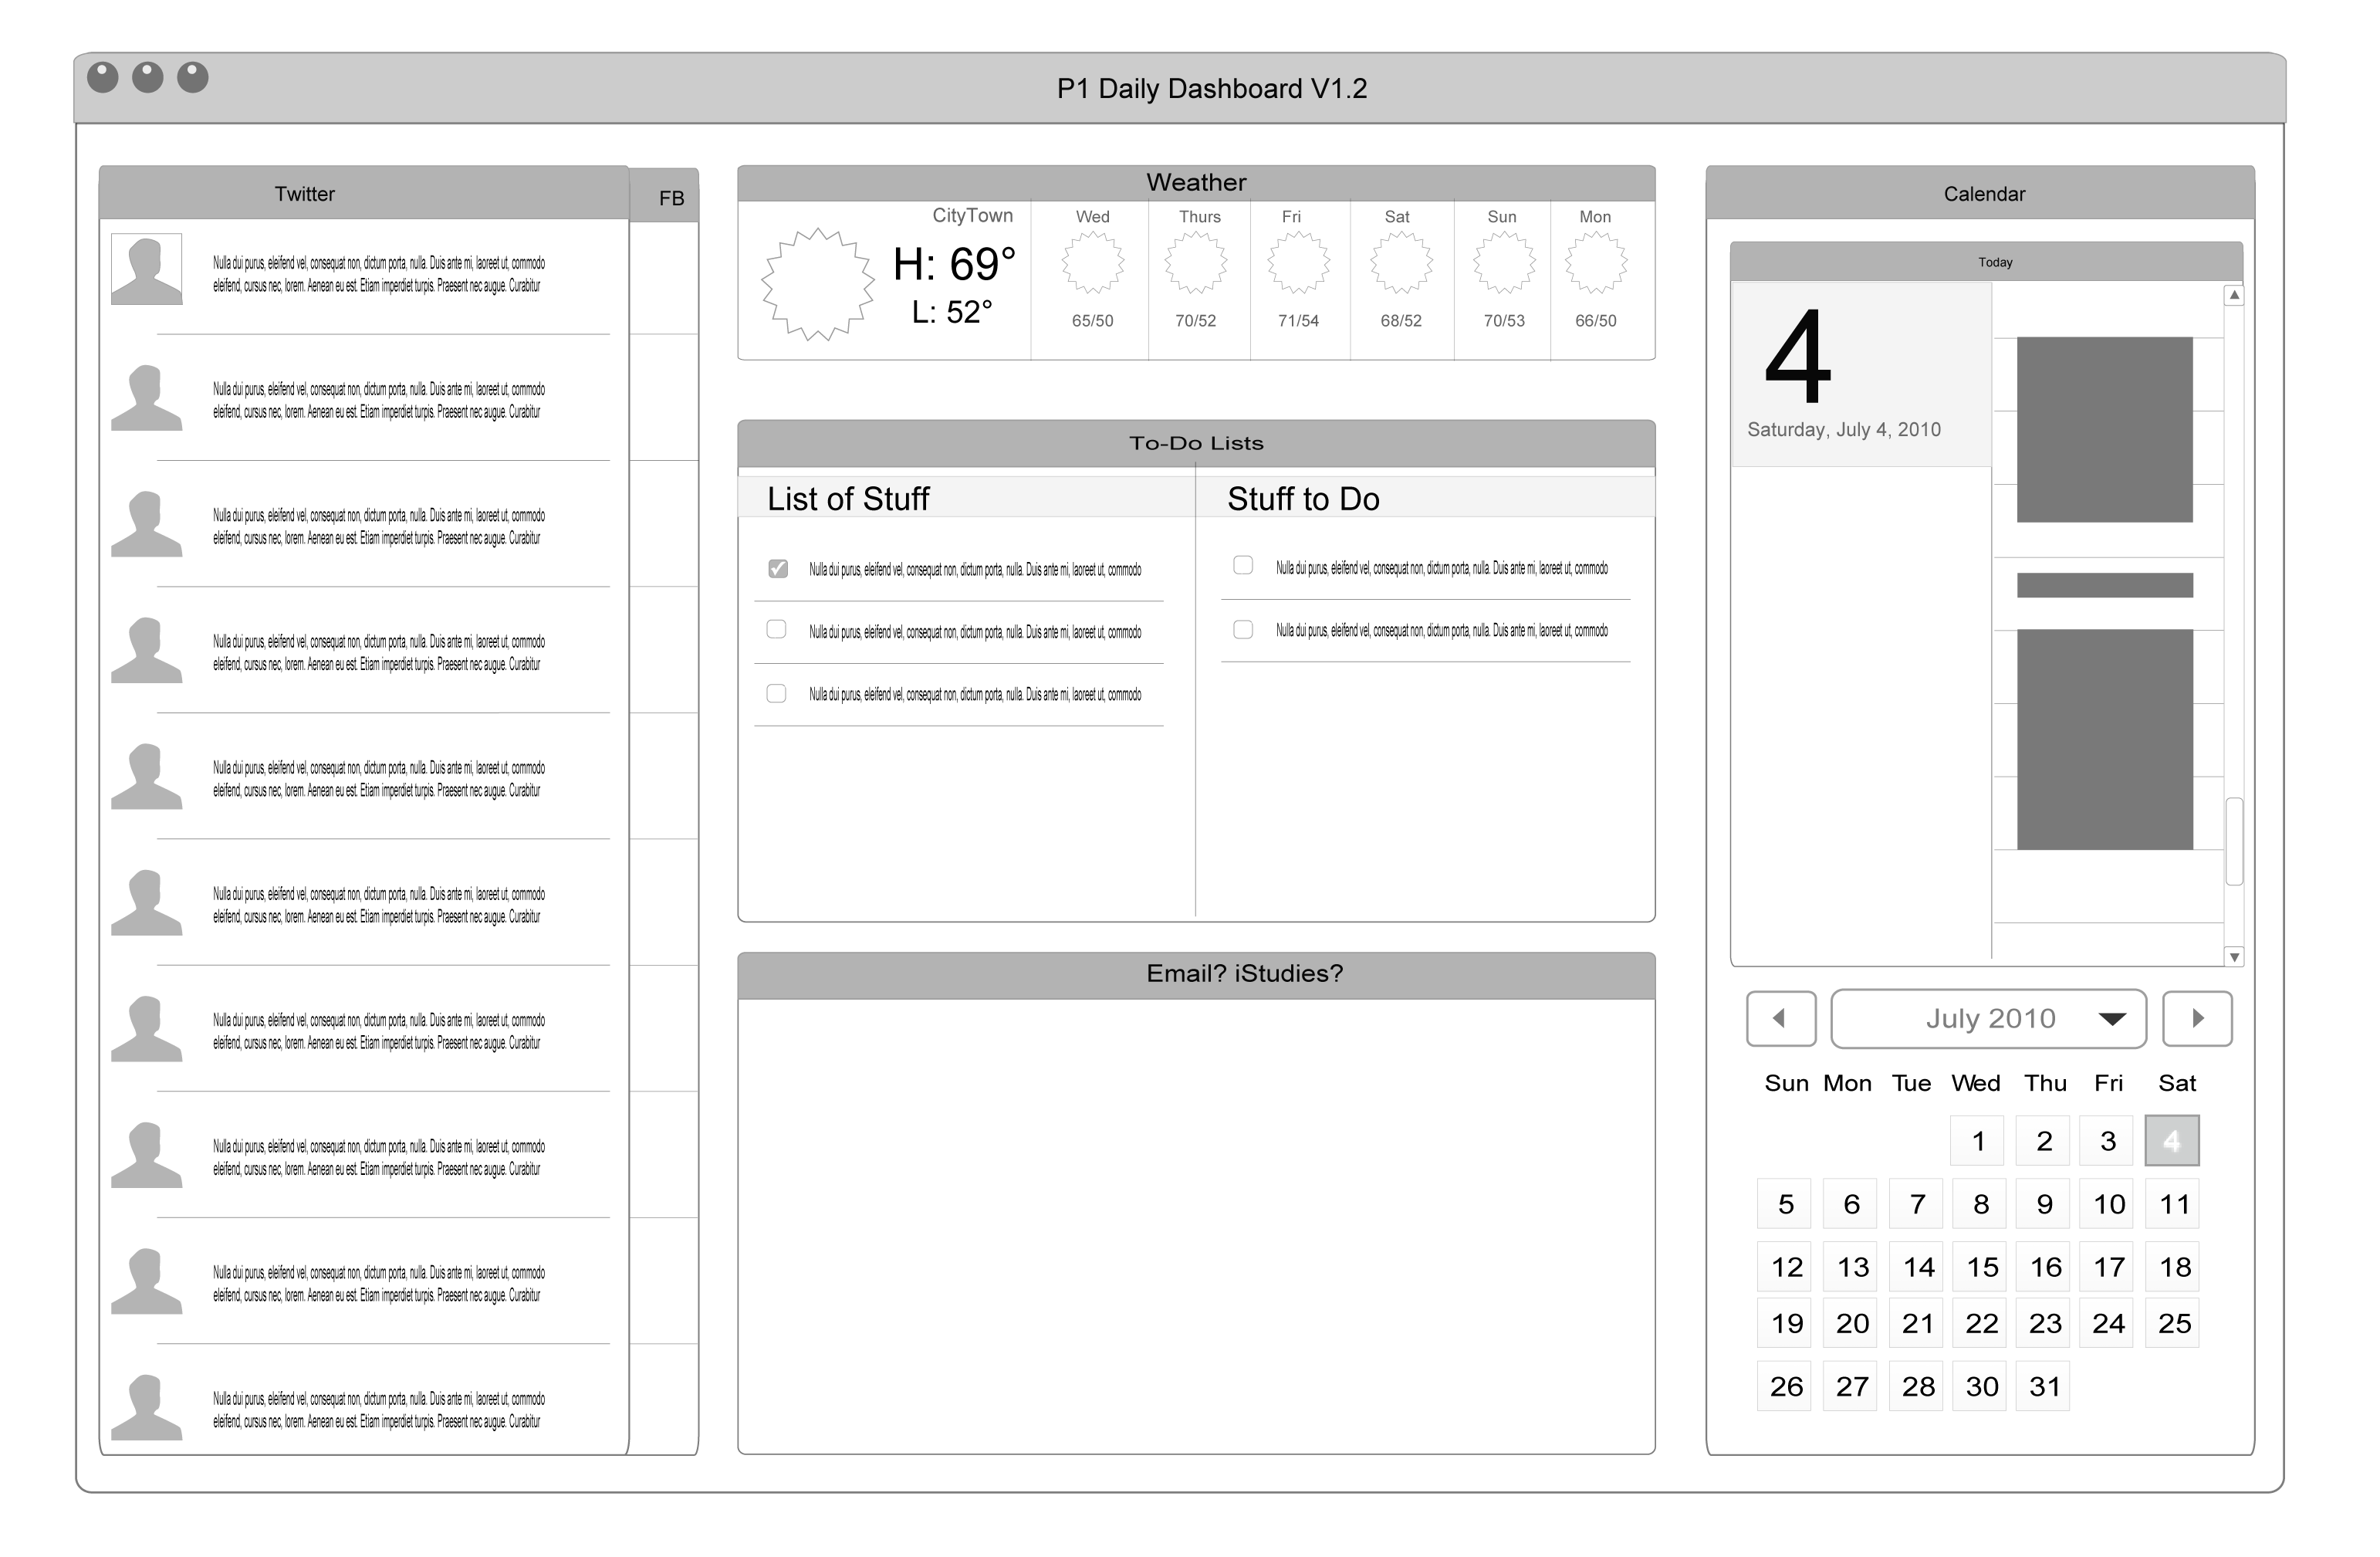 P1 Daily Dashboard V1.2
Twitter
FB
Nulla dui purus, eleifend vel, consequat non, dictum porta, nulla. Duis ante mi, laoreet ut, commodo
eleifend, cursus nec, lorem. Aenean eu est. Etiam imperdiet turpis. Praesent nec augue. Curabitur
Nulla dui purus, eleifend vel, consequat non, dictum porta, nulla. Duis ante mi, laoreet ut, commodo
eleifend, cursus nec, lorem. Aenean eu est. Etiam imperdiet turpis. Praesent nec augue. Curabitur
Nulla dui purus, eleifend vel, consequat non, dictum porta, nulla. Duis ante mi, laoreet ut, commodo
eleifend, cursus nec, lorem. Aenean eu est. Etiam imperdiet turpis. Praesent nec augue. Curabitur
Nulla dui purus, eleifend vel, consequat non, dictum porta, nulla. Duis ante mi, laoreet ut, commodo
eleifend, cursus nec, lorem. Aenean eu est. Etiam imperdiet turpis. Praesent nec augue. Curabitur
Nulla dui purus, eleifend vel, consequat non, dictum porta, nulla. Duis ante mi, laoreet ut, commodo
eleifend, cursus nec, lorem. Aenean eu est. Etiam imperdiet turpis. Praesent nec augue. Curabitur
Nulla dui purus, eleifend vel, consequat non, dictum porta, nulla. Duis ante mi, laoreet ut, commodo
eleifend, cursus nec, lorem. Aenean eu est. Etiam imperdiet turpis. Praesent nec augue. Curabitur
Nulla dui purus, eleifend vel, consequat non, dictum porta, nulla. Duis ante mi, laoreet ut, commodo
eleifend, cursus nec, lorem. Aenean eu est. Etiam imperdiet turpis. Praesent nec augue. Curabitur
Nulla dui purus, eleifend vel, consequat non, dictum porta, nulla. Duis ante mi, laoreet ut, commodo
eleifend, cursus nec, lorem. Aenean eu est. Etiam imperdiet turpis. Praesent nec augue. Curabitur
Nulla dui purus, eleifend vel, consequat non, dictum porta, nulla. Duis ante mi, laoreet ut, commodo
eleifend, cursus nec, lorem. Aenean eu est. Etiam imperdiet turpis. Praesent nec augue. Curabitur
Nulla dui purus, eleifend vel, consequat non, dictum porta, nulla. Duis ante mi, laoreet ut, commodo
eleifend, cursus nec, lorem. Aenean eu est. Etiam imperdiet turpis. Praesent nec augue. Curabitur
Weather
CityTown
H: 69°
L: 52°
Wed Thurs Fri Sat Sun Mon
65/50 70/52 71/54 68/52 70/53 66/50
To-Do Lists
List of Stuff
Nulla dui purus, eleifend vel, consequat non, dictum porta, nulla. Duis ante mi, laoreet ut, commodo
Nulla dui purus, eleifend vel, consequat non, dictum porta, nulla. Duis ante mi, laoreet ut, commodo
Nulla dui purus, eleifend vel, consequat non, dictum porta, nulla. Duis ante mi, laoreet ut, commodo
Stuff to Do
Nulla dui purus, eleifend vel, consequat non, dictum porta, nulla. Duis ante mi, laoreet ut, commodo
Nulla dui purus, eleifend vel, consequat non, dictum porta, nulla. Duis ante mi, laoreet ut, commodo
Email? iStudies?
Calendar
Today
4
Saturday, July 4, 2010
July 2010
Sun Mon Tue Wed Thu Fri Sat
1 2 3 4
5 6 7 8 9 10 11
12 13 14 15 16 17 18
19 20 21 22 23 24 25
26 27 28 30 31